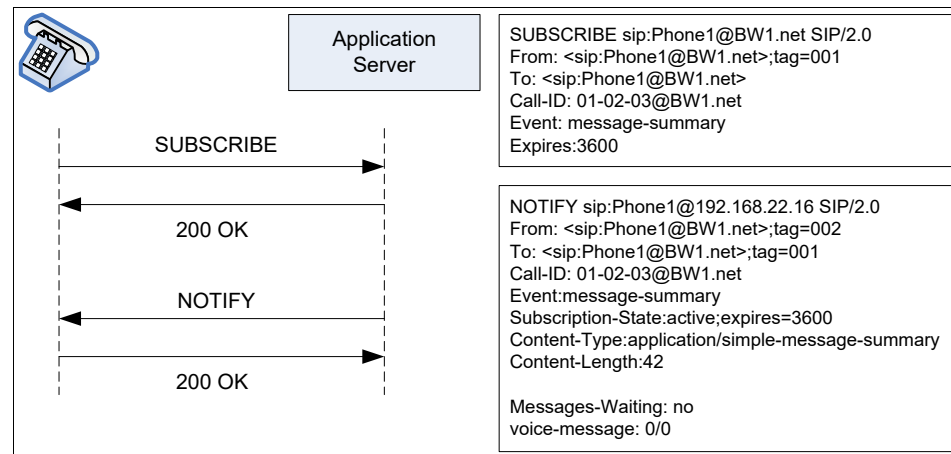 Application
Server
SUBSCRIBE
200 OK
NOTIFY
200 OK
SUBSCRIBE sip:Phone1@BW1.net SIP/2.0
From: <sip:Phone1@BW1.net>;tag=001
To: <sip:Phone1@BW1.net>
Call-ID: 01-02-03@BW1.net
Event: message-summary
Expires:3600
NOTIFY sip:Phone1@192.168.22.16 SIP/2.0
From: <sip:Phone1@BW1.net>;tag=002
To: <sip:Phone1@BW1.net>;tag=001
Call-ID: 01-02-03@BW1.net
Event:message-summary
Subscription-State:active;expires=3600
Content-Type:application/simple-message-summary
Content-Length:42
Messages-Waiting: no
voice-message: 0/0